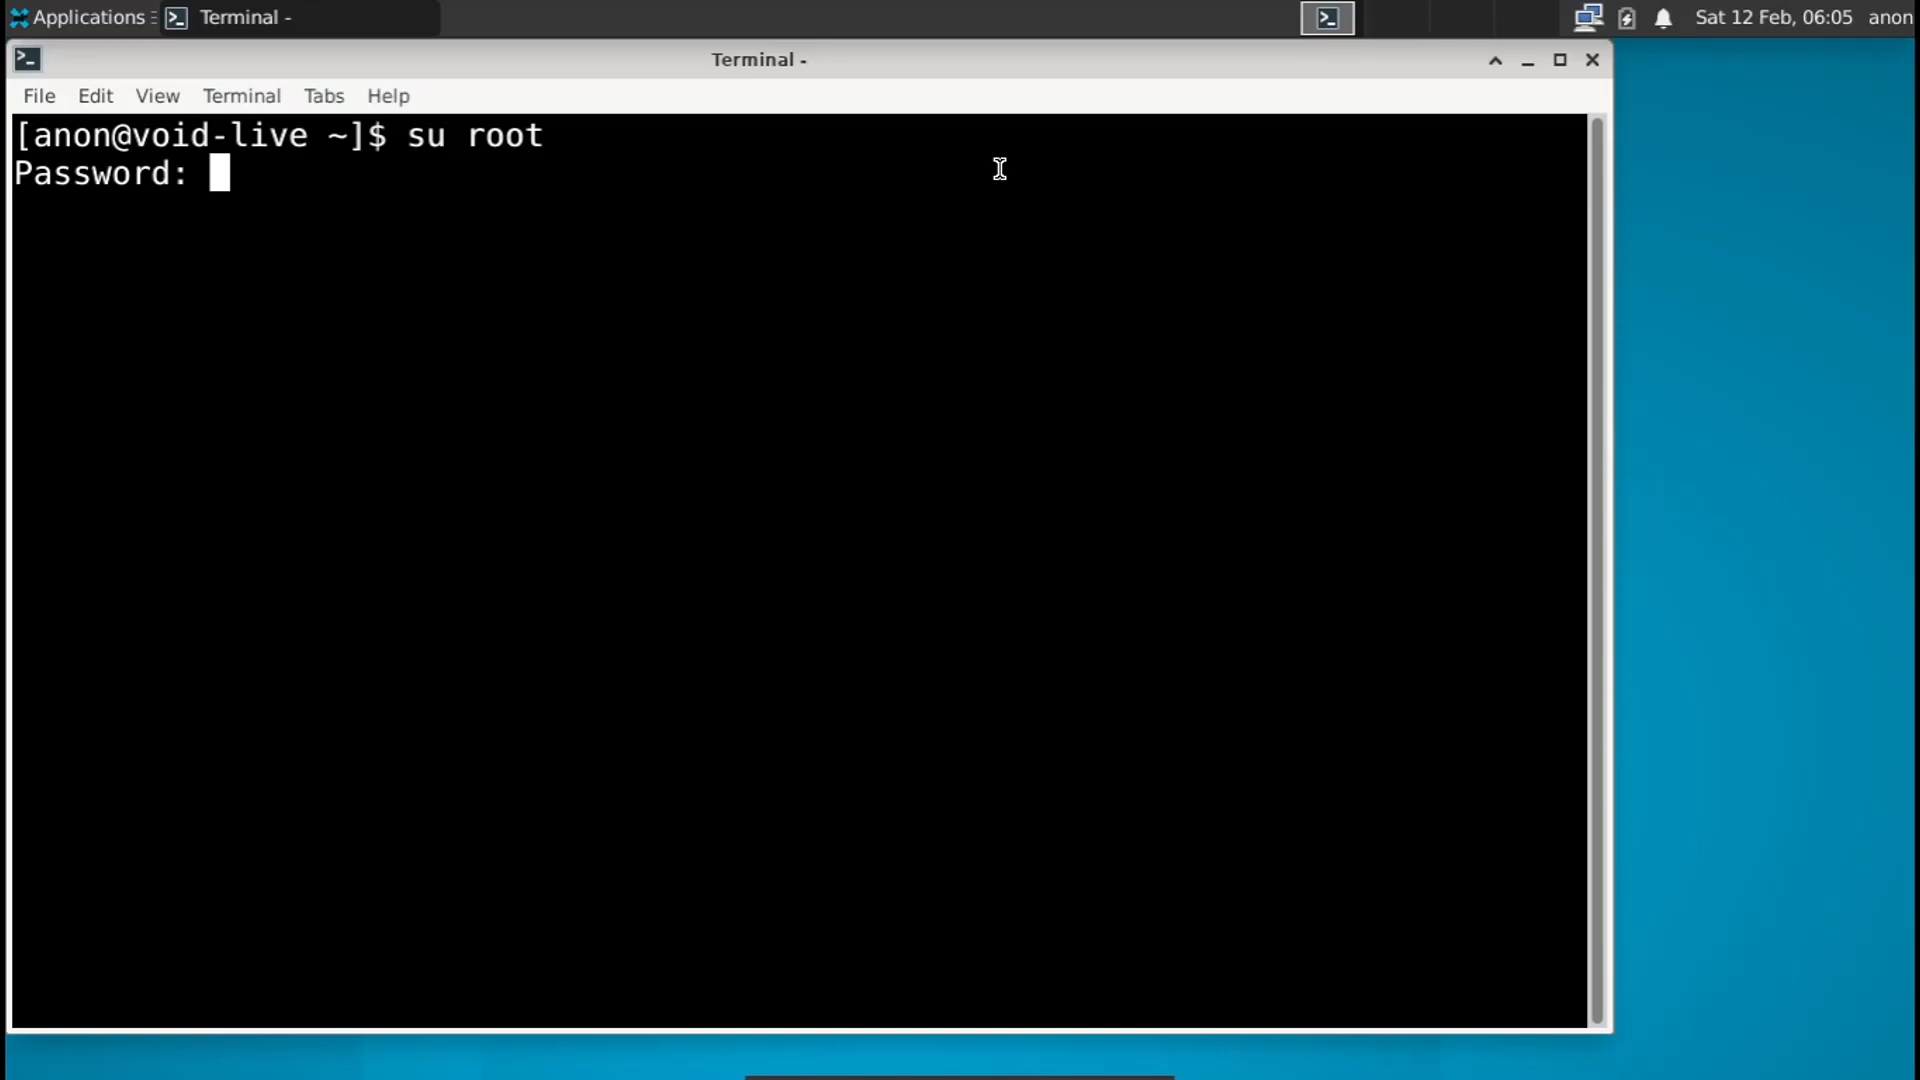 Applications Terminal - Sat 12 Feb, 06:05 anon
Terminal -
File Edit View Terminal Tabs Help
[anon@void-live ~]$ su root
Password: